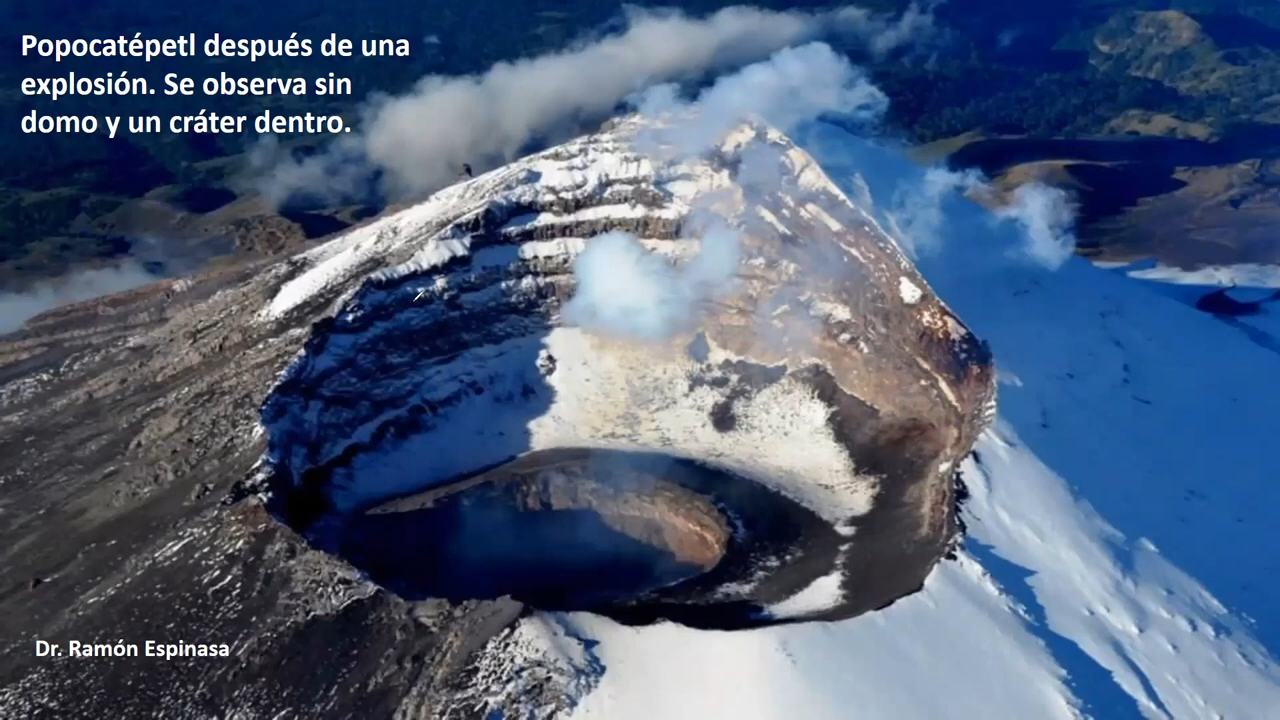 Popocatépetl después de una
explosión. Se observa sin
domo y un cráter dentro.
Dr. Ramón Espinasa